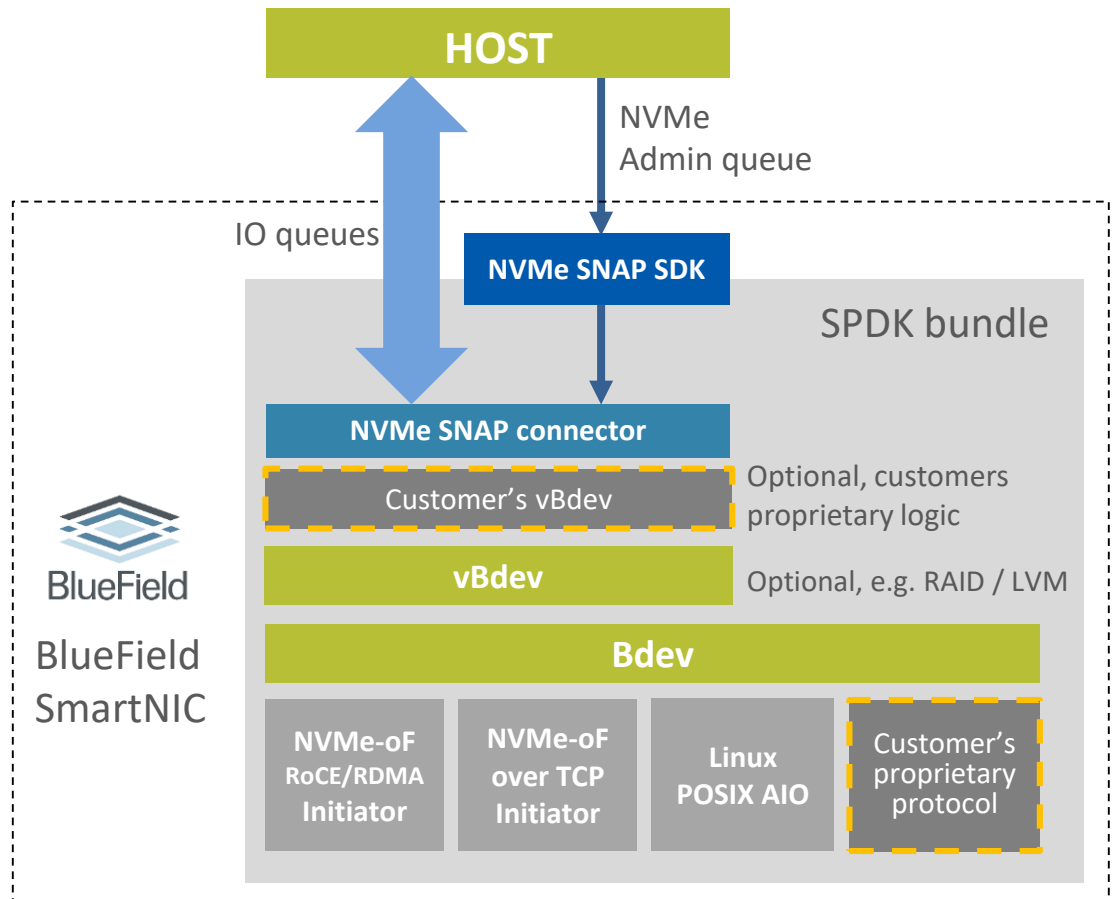 HOST
NVMe
Admin queue
IO queues
NVMe SNAP SDK
SPDK bundle
NVMe SNAP connector
Customer’s vBdev
Optional, customers
proprietary logic
vBdev
Optional, e.g. RAID / LVM
BlueField
BlueField
SmartNIC
Bdev
NVMe-oF
RoCE/RDMA
Initiator
NVMe-oF
over TCP
Initiator
Linux
POSIX AIO
Customer’s
proprietary
protocol